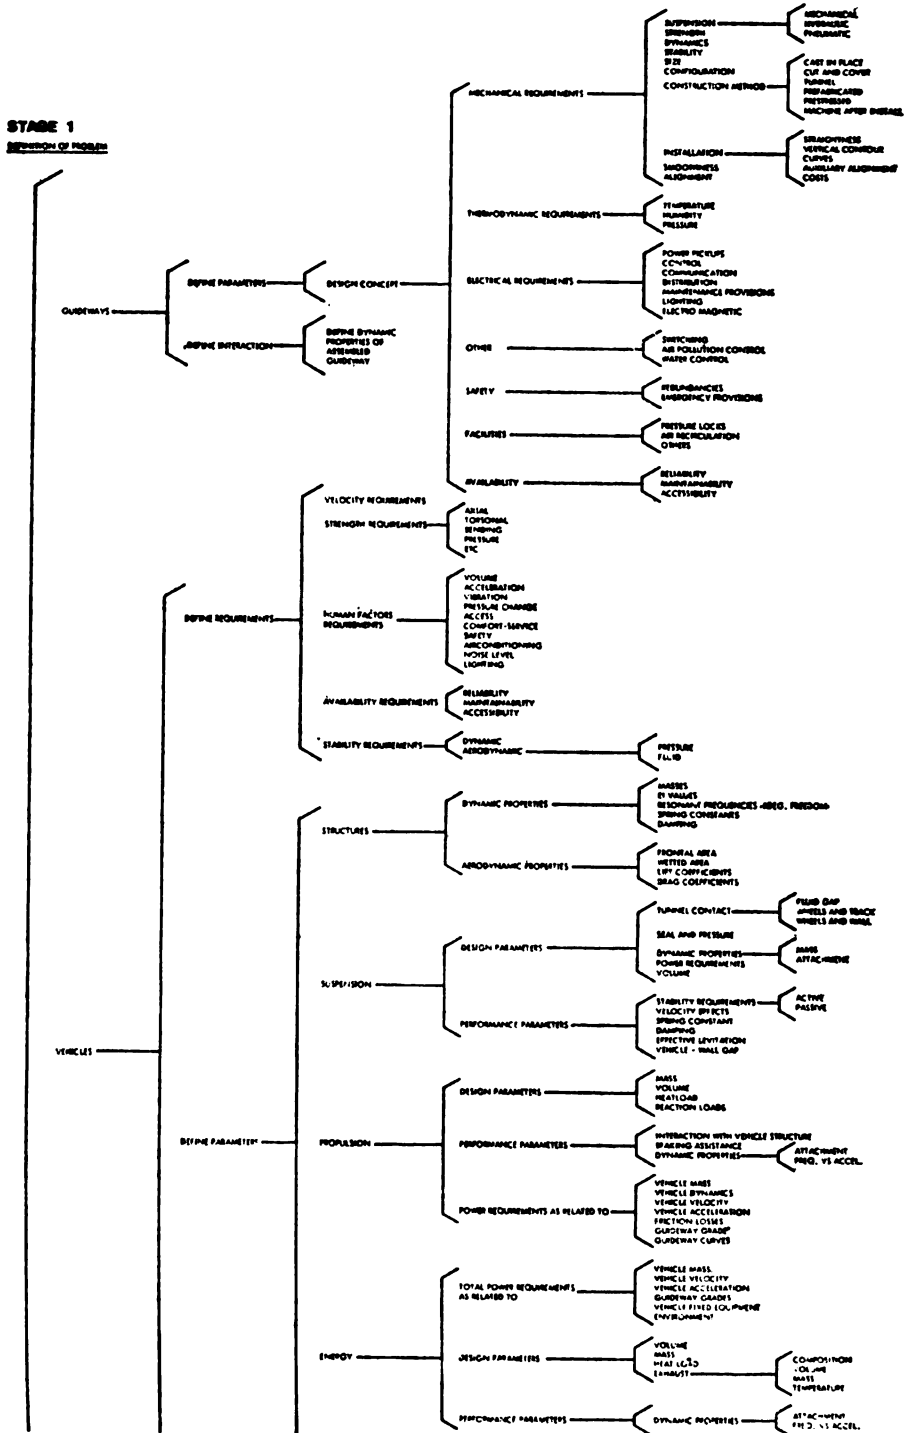 STAGE 1
DEFINITION OF PROBLEM
GUIDEWAYS
DEFINE PARAMETERS
DESIGN CONCEPT
MECHANICAL REQUIREMENTS
SUSPENSION
MECHANICAL
HYDRAULIC
PNEUMATIC
STRENGTH
DYNAMICS
STABILITY
SIZE
CONFIGURATION
CONSTRUCTION METHOD
CAST IN PLACE
CUT AND COVER
TUNNEL
PREFABRICATED
PRESTRESSED
MACHINE AFTER INSTALL
INSTALLATION
STRAIGHTNESS
VERTICAL CONTOUR
CURVES
AUXILIARY ALIGNMENT
COSTS
SMOOTHNESS
ALIGNMENT
THERMODYNAMIC REQUIREMENTS
TEMPERATURE
HUMIDITY
PRESSURE
ELECTRICAL REQUIREMENTS
POWER PICKUPS
CONTROL
COMMUNICATION
DISTRIBUTION
MAINTENANCE PROVISIONS
LIGHTING
ELECTRO MAGNETIC
OTHER
SWITCHING
AIR POLLUTION CONTROL
WATER CONTROL
SAFETY
REDUNDANCIES
EMERGENCY PROVISIONS
FACILITIES
PRESSURE LOCKS
AIR RECIRCULATION
OTHERS
AVAILABILITY
RELIABILITY
MAINTAINABILITY
ACCESSIBILITY
DEFINE INTERACTION
DEFINE DYNAMIC
PROPERTIES OF
ASSEMBLED
GUIDEWAY
VEHICLES
DEFINE REQUIREMENTS
VELOCITY REQUIREMENTS
STRENGTH REQUIREMENTS
AXIAL
TORSONAL
BENDING
PRESSURE
ETC
HUMAN FACTORS
REQUIREMENTS
VOLUME
ACCELERATION
VIBRATION
PRESSURE CHANGE
ACCESS
COMFORT-SERVICE
SAFETY
AIRCONDITIONING
NOISE LEVEL
LIGHTING
AVAILABILITY REQUIREMENTS
RELIABILITY
MAINTAINABILITY
ACCESSIBILITY
STABILITY REQUIREMENTS
DYNAMIC
AERODYNAMIC
PRESSURE
FLUID
DEFINE PARAMETERS
STRUCTURES
DYNAMIC PROPERTIES
MASSES
EI VALUES
RESONANT FREQUENCIES -6DEG. FREEDOM-
SPRING CONSTANTS
DAMPING
AERODYNAMIC PROPERTIES
FRONTAL AREA
WETTED AREA
LIFT COEFFICIENTS
DRAG COEFFICIENTS
SUSPENSION
DESIGN PARAMETERS
TUNNEL CONTACT
FLUID GAP
WHEELS AND TRACK
WHEELS AND WALL
SEAL AND PRESSURE
DYNAMIC PROPERTIES
MASS
ATTACHMENT
POWER REQUIREMENTS
VOLUME
PERFORMANCE PARAMETERS
STABILITY REQUIREMENTS
ACTIVE
PASSIVE
VELOCITY EFFECTS
SPRING CONSTANT
DAMPING
EFFECTIVE LEVITATION
VEHICLE - WALL GAP
PROPULSION
DESIGN PARAMETERS
MASS
VOLUME
HEATLOAD
REACTION LOADS
PERFORMANCE PARAMETERS
INTERACTION WITH VEHICLE STRUCTURE
BRAKING ASSISTANCE
DYNAMIC PROPERTIES
ATTACHMENT
FREQ. VS ACCEL.
POWER REQUIREMENTS AS RELATED TO
VEHICLE MASS
VEHICLE DYNAMICS
VEHICLE VELOCITY
VEHICLE ACCELERATION
FRICTION LOSSES
GUIDEWAY GRADE
GUIDEWAY CURVES
ENERGY
TOTAL POWER REQUIREMENTS
AS RELATED TO
VEHICLE MASS
VEHICLE VELOCITY
VEHICLE ACCELERATION
GUIDEWAY GRADES
VEHICLE FIXED EQUIPMENT
ENVIRONMENT
DESIGN PARAMETERS
VOLUME
MASS
HEAT LOAD
EXHAUST
COMPOSITION
VOLUME
MASS
TEMPERATURE
PERFORMANCE PARAMETERS
DYNAMIC PROPERTIES
ATTACHMENT
FREQ. VS ACCEL.